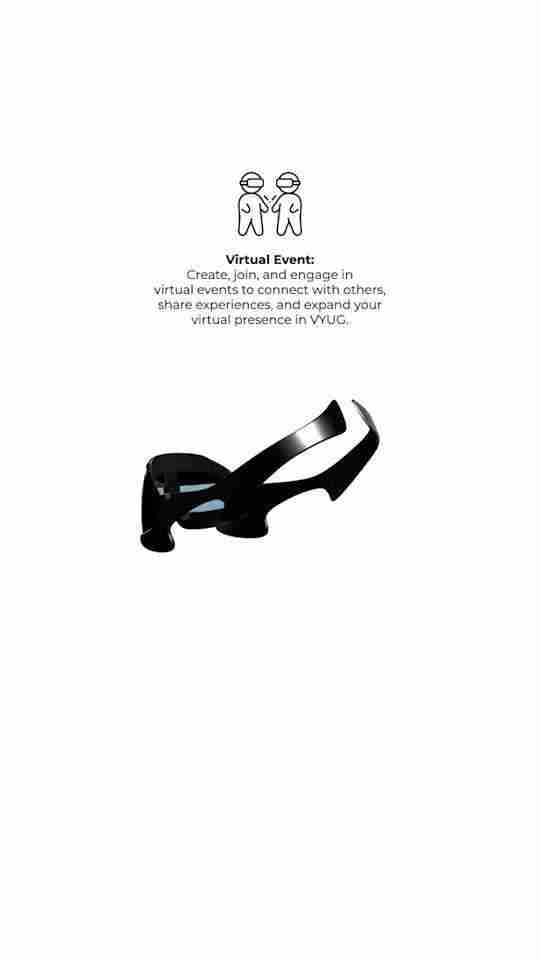 Virtual Event:
Create, join, and engage in
virtual events to connect with others,
share experiences, and expand your
virtual presence in VYUG.